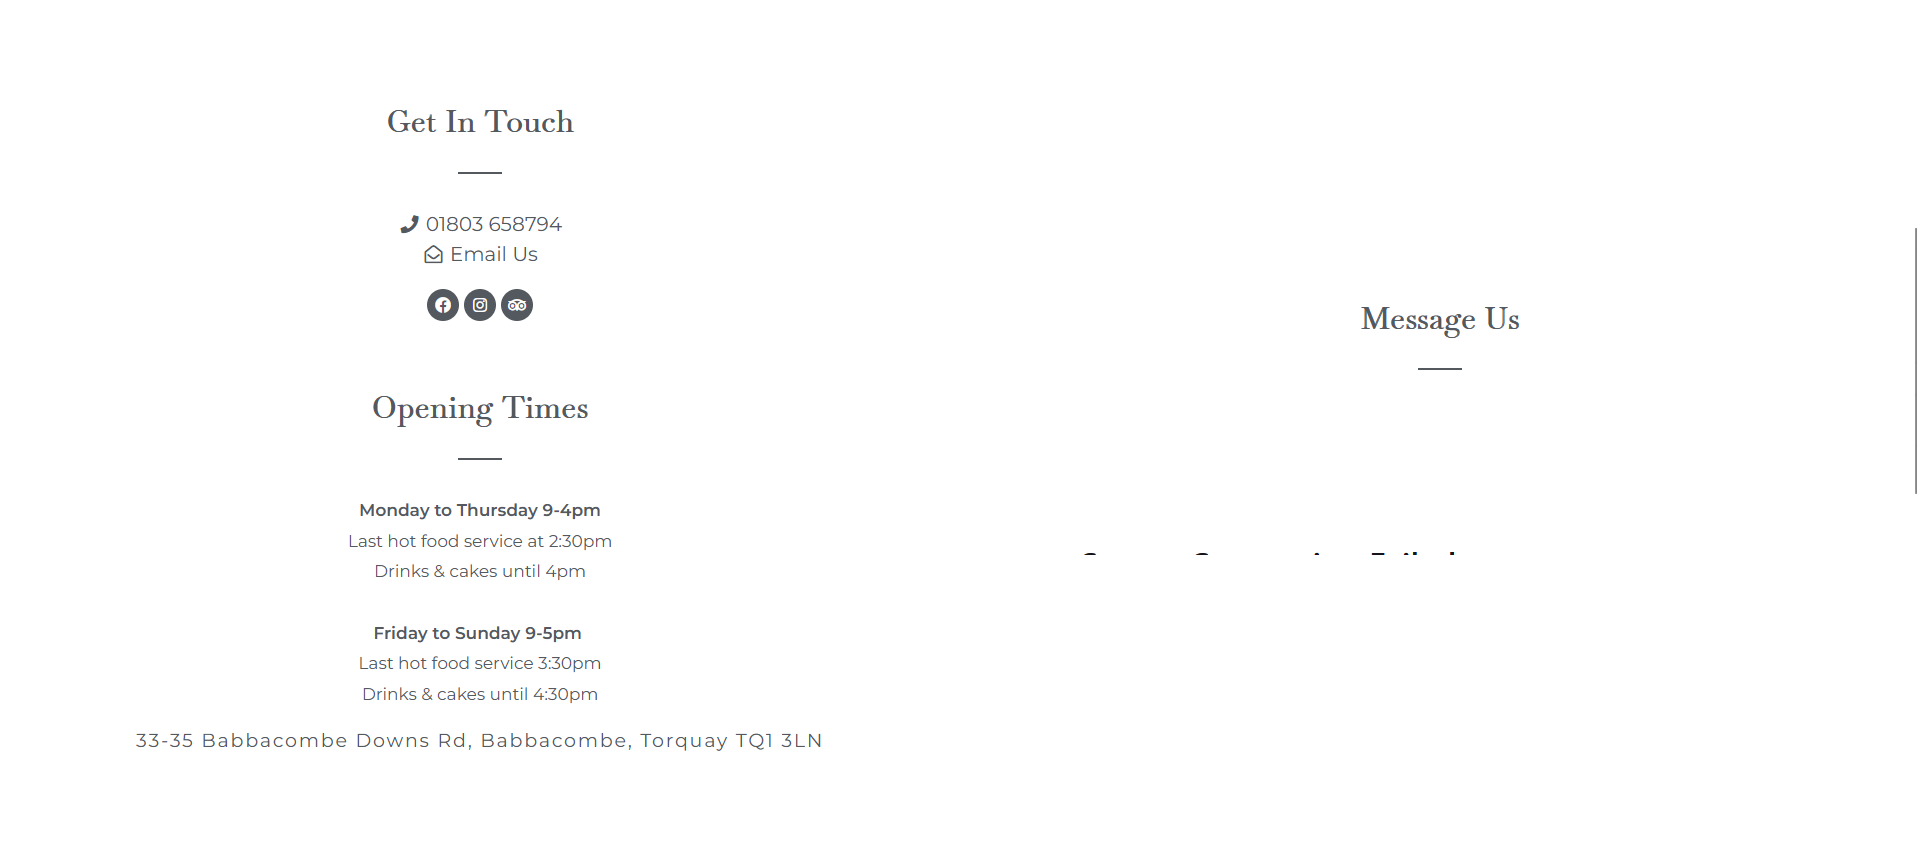 Get In Touch
01803 658794
Email Us
Opening Times
Monday to Thursday 9-4pm
Last hot food service at 2:30pm
Drinks & cakes until 4pm
Friday to Sunday 9-5pm
Last hot food service 3:30pm
Drinks & cakes until 4:30pm
33-35 Babbacombe Downs Rd, Babbacombe, Torquay TQ1 3LN
Message Us